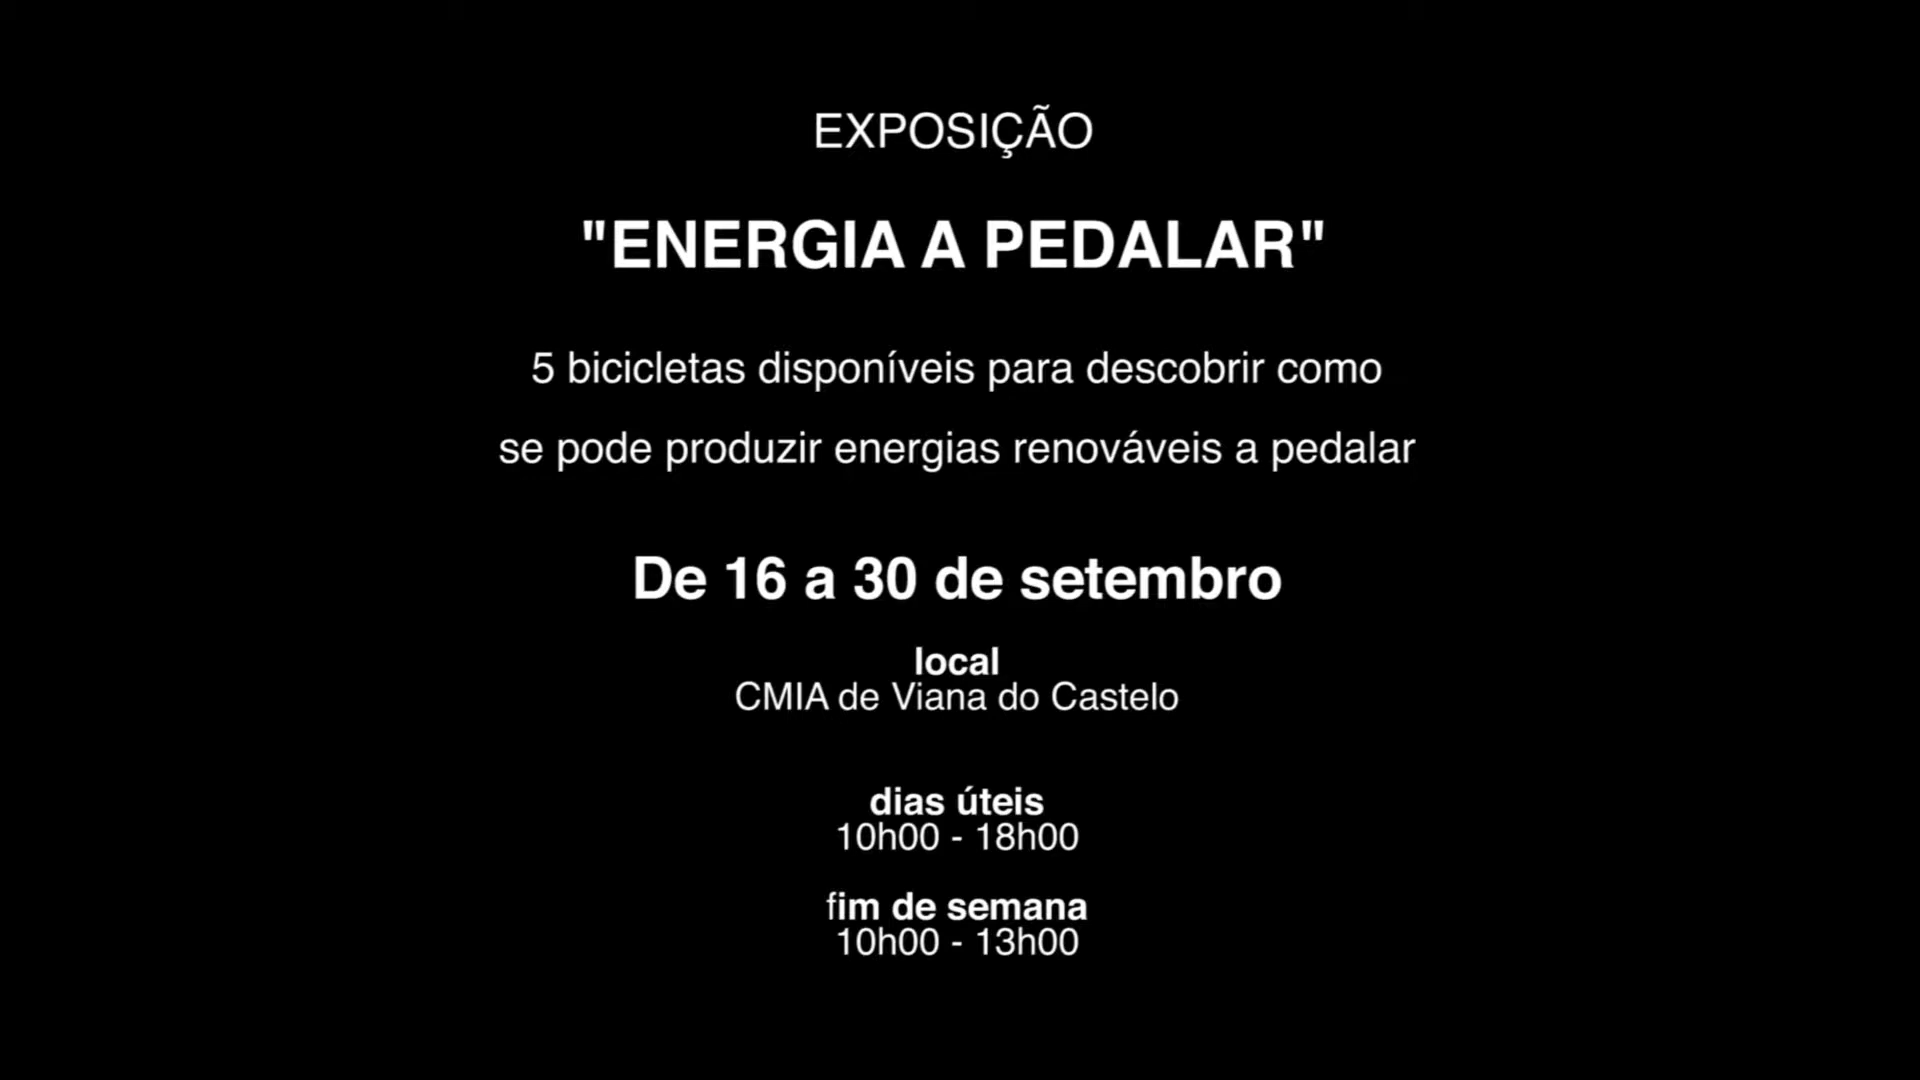 EXPOSIÇÃO
"ENERGIA A PEDALAR"
5 bicicletas disponíveis para descobrir como
se pode produzir energias renováveis a pedalar
De 16 a 30 de setembro
local
CMIA de Viana do Castelo
dias úteis
10h00 - 18h00
fim de semana
10h00 - 13h00